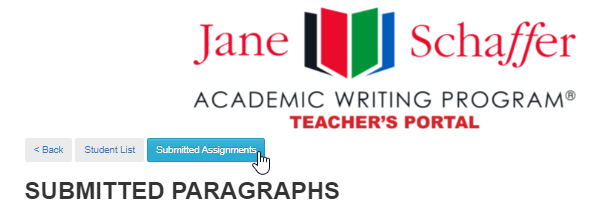 Jane Schaffer
ACADEMIC WRITING PROGRAM®
TEACHER'S PORTAL
< Back Student List Submitted Assignments
SUBMITTED PARAGRAPHS